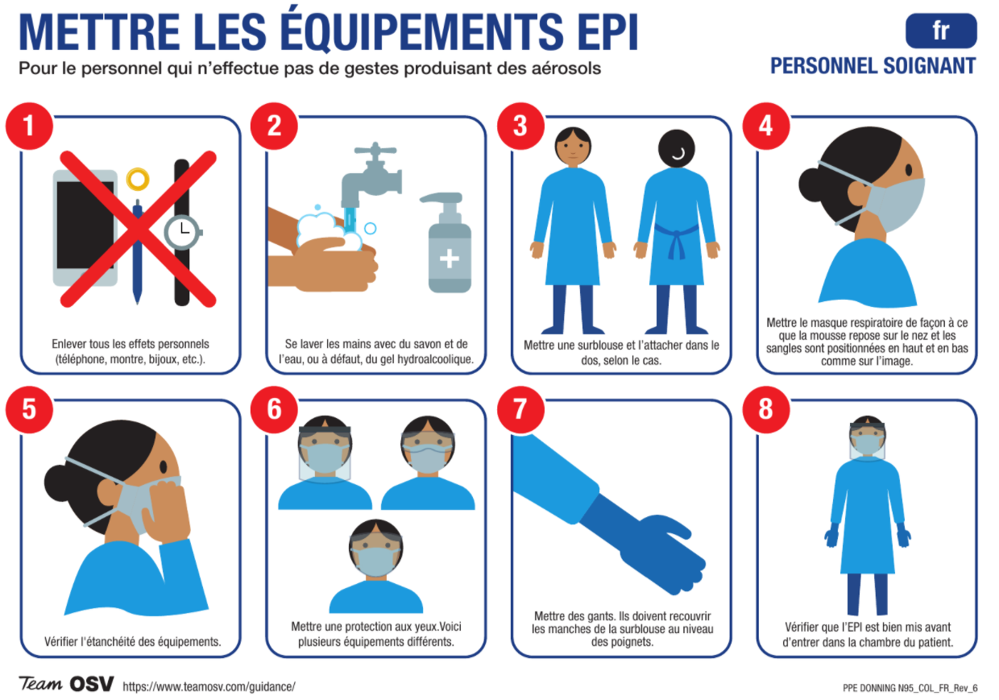 METTRE LES ÉQUIPEMENTS EPI
Pour le personnel qui n’effectue pas de gestes produisant des aérosols
fr
PERSONNEL SOIGNANT
1
Enlever tous les effets personnels
(téléphone, montre, bijoux, etc.).
2
Se laver les mains avec du savon et de
l’eau, ou à défaut, du gel hydroalcoolique.
3
Mettre une surblouse et l’attacher dans le
dos, selon le cas.
4
Mettre le masque respiratoire de façon à ce
que la mousse repose sur le nez et les
sangles sont positionnées en haut et en bas
comme sur l’image.
5
Vérifier l'étanchéité des équipements.
6
Mettre une protection aux yeux.Voici
plusieurs équipements différents.
7
Mettre des gants. Ils doivent recouvrir
les manches de la surblouse au niveau
des poignets.
8
Vérifier que l’EPI est bien mis avant
d’entrer dans la chambre du patient.
Team OSV https://www.teamosv.com/guidance/
PPE DONNING N95_COL_FR_Rev_6